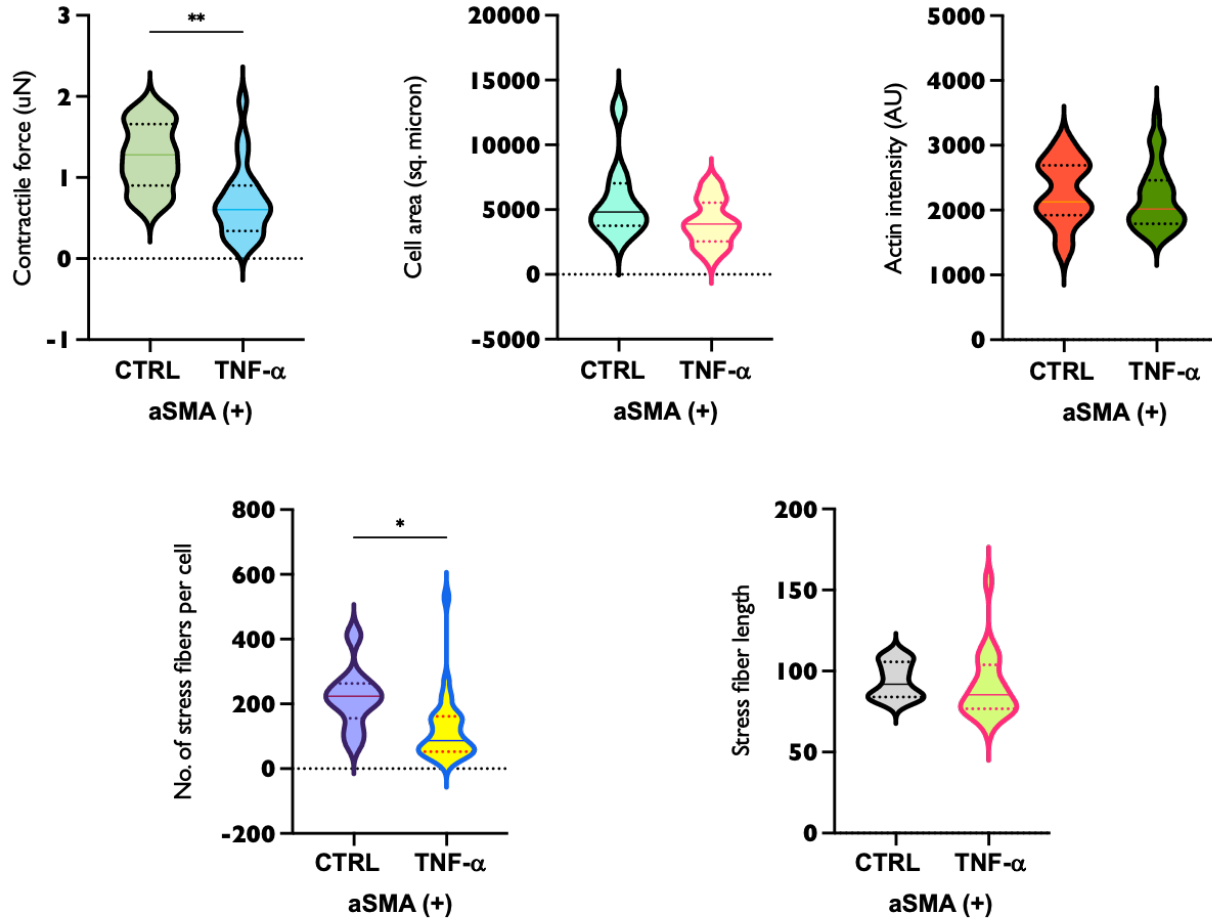 Contractile force (uN)
3
2
1
0
-1
**
CTRL TNF-α
aSMA (+)
Cell area (sq. micron)
20000
15000
10000
5000
0
-5000
CTRL TNF-α
aSMA (+)
Actin intensity (AU)
5000
4000
3000
2000
1000
0
CTRL TNF-α
aSMA (+)
No. of stress fibers per cell
800
600
400
200
0
-200
*
CTRL TNF-α
aSMA (+)
Stress fiber length
200
150
100
50
0
CTRL TNF-α
aSMA (+)